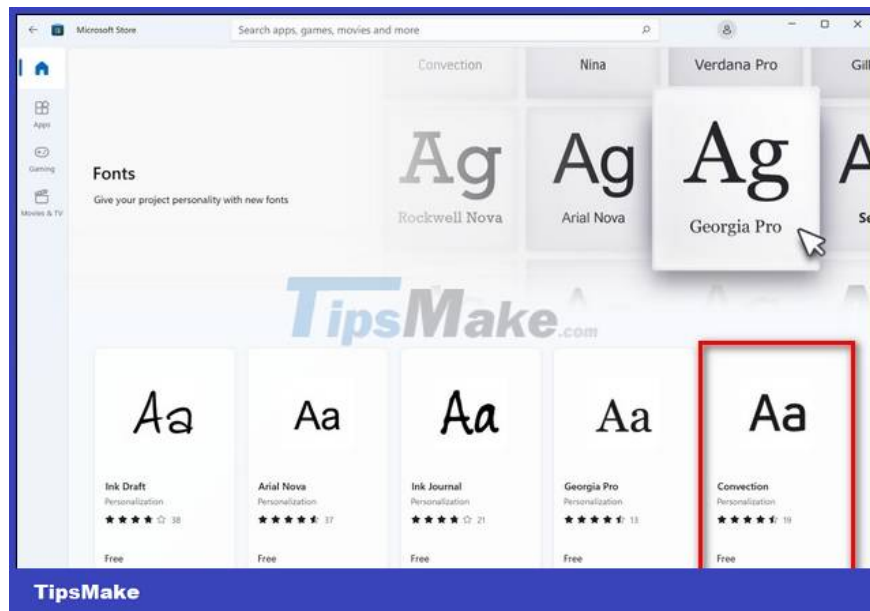 Microsoft Store
Search apps, games, movies and more
Convection
Nina
Verdana Pro
Gill
Apps
Gaming
Movies & TV
Fonts
Give your project personality with new fonts
Ag
Rockwell Nova
Ag
Arial Nova
Ag
Georgia Pro
A
Se
TipsMake.com
Aa
Aa
Aa
Aa
Aa
Ink Draft
Personalization
38
Free
Arial Nova
Personalization
37
Free
Ink Journal
Personalization
21
Free
Georgia Pro
Personalization
13
Free
Convection
Personalization
19
Free
TipsMake